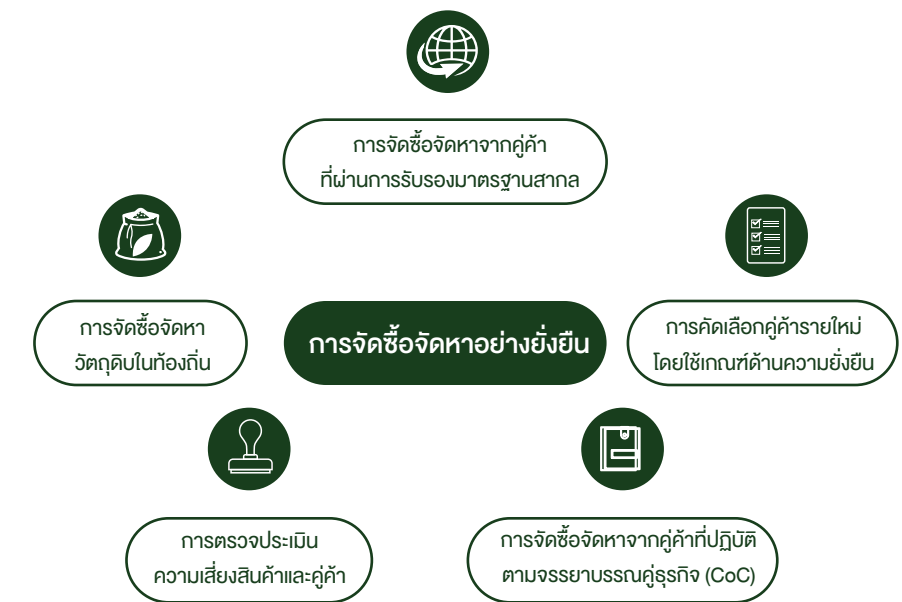 การจัดซื้อจัดหาจากคู่ค้า
ที่ผ่านการรับรองมาตรฐานสากล
การจัดซื้อจัดหา
วัตถุดิบในท้องถิ่น
การจัดซื้อจัดหาอย่างยั่งยืน
การคัดเลือกคู่ค้ารายใหม่
โดยใช้เกณฑ์ด้านความยั่งยืน
การตรวจประเมิน
ความเสี่ยงสินค้าและคู่ค้า
การจัดซื้อจัดหาจากคู่ค้าที่ปฏิบัติ
ตามจรรยาบรรณคู่ธุรกิจ (CoC)